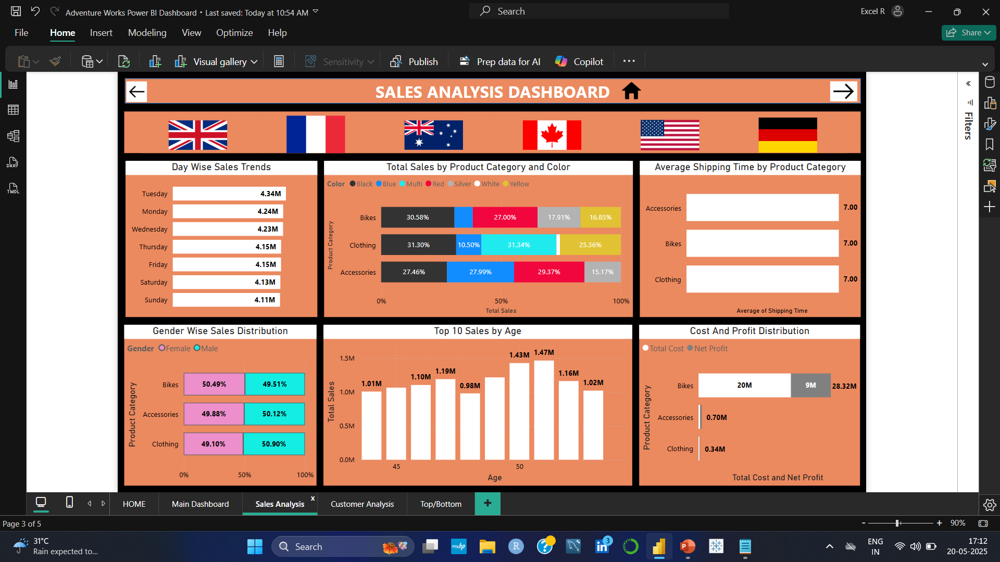 Adventure Works Power BI Dashboard • Last saved: Today at 10:54 AM
Search
Excel R
File
Home
Insert
Modeling
View
Optimize
Help
Share
Visual gallery
Sensitivity
Publish
Prep data for AI
Copilot
DAX
TMDL
SALES ANALYSIS DASHBOARD
Filters
Day Wise Sales Trends
Tuesday 4.34M
Monday 4.24M
Wednesday 4.23M
Thursday 4.15M
Friday 4.15M
Saturday 4.13M
Sunday 4.11M
Total Sales by Product Category and Color
Color Black Blue Multi Red Silver White Yellow
Product Category
Bikes 30.58% 27.00% 17.91% 16.85%
Clothing 31.30% 10.50% 31.34% 25.36%
Accessories 27.46% 27.99% 29.37% 15.17%
0% 50% 100%
Total Sales
Average Shipping Time by Product Category
Accessories 7.00
Bikes 7.00
Clothing 7.00
Average of Shipping Time
Gender Wise Sales Distribution
Gender Female Male
Product Category
Bikes 50.49% 49.51%
Accessories 49.88% 50.12%
Clothing 49.10% 50.90%
0% 50% 100%
Top 10 Sales by Age
Total Sales
1.5M
1.0M
0.5M
0.0M
1.01M 1.10M 1.19M 0.98M 1.43M 1.47M 1.16M 1.02M
45 50
Age
Cost And Profit Distribution
Total Cost Net Profit
Product Category
Bikes 20M 9M 28.32M
Accessories 0.70M
Clothing 0.34M
Total Cost and Net Profit
HOME
Main Dashboard
Sales Analysis x
Customer Analysis
Top/Bottom
+
Page 3 of 5
- + 90%
31°C
Rain expected to...
Search
myhp
R
?
in 3
P
ENG
IN
17:12
20-05-2025